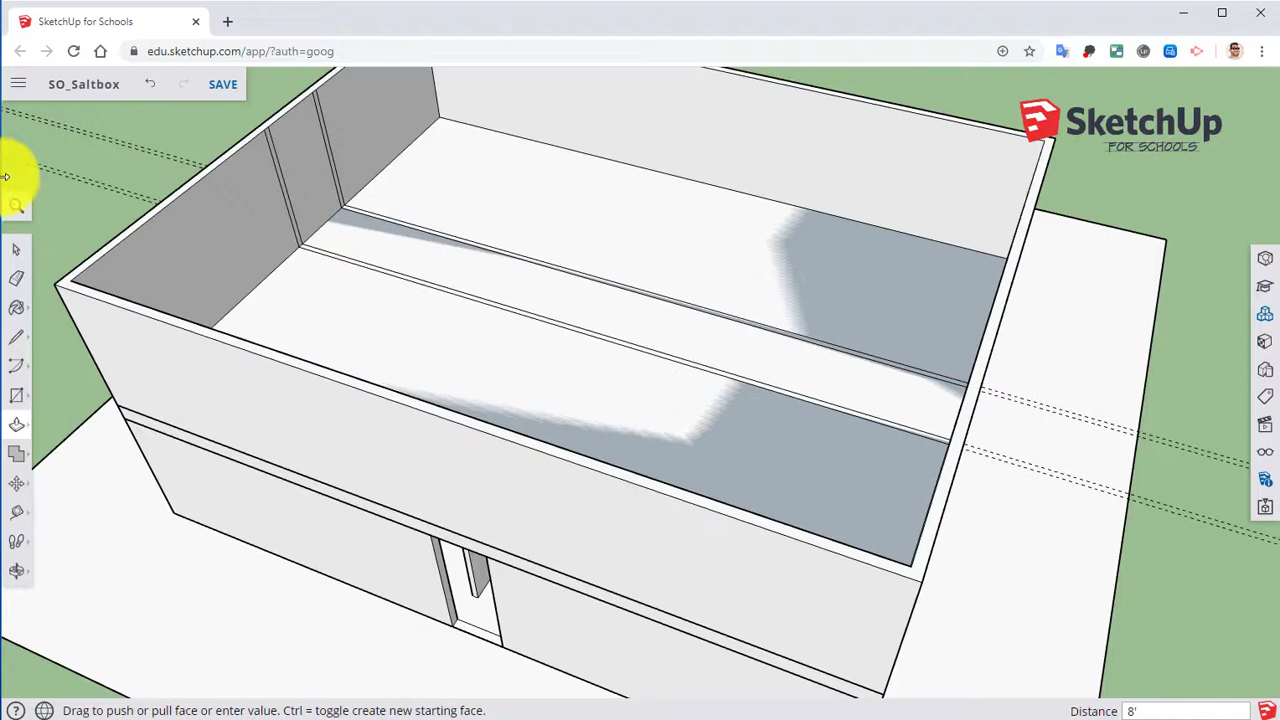 SketchUp for Schools
edu.sketchup.com/app/?auth=goog
SO_Saltbox
SAVE
SketchUp
FOR SCHOOLS
Drag to push or pull face or enter value. Ctrl = toggle create new starting face.
Distance 8'